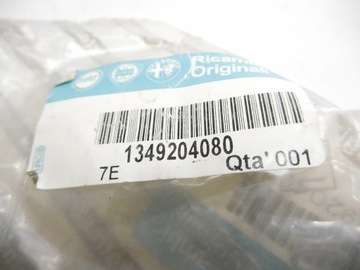 Ricambi
Originali
1349204080
7E
Qta' 001